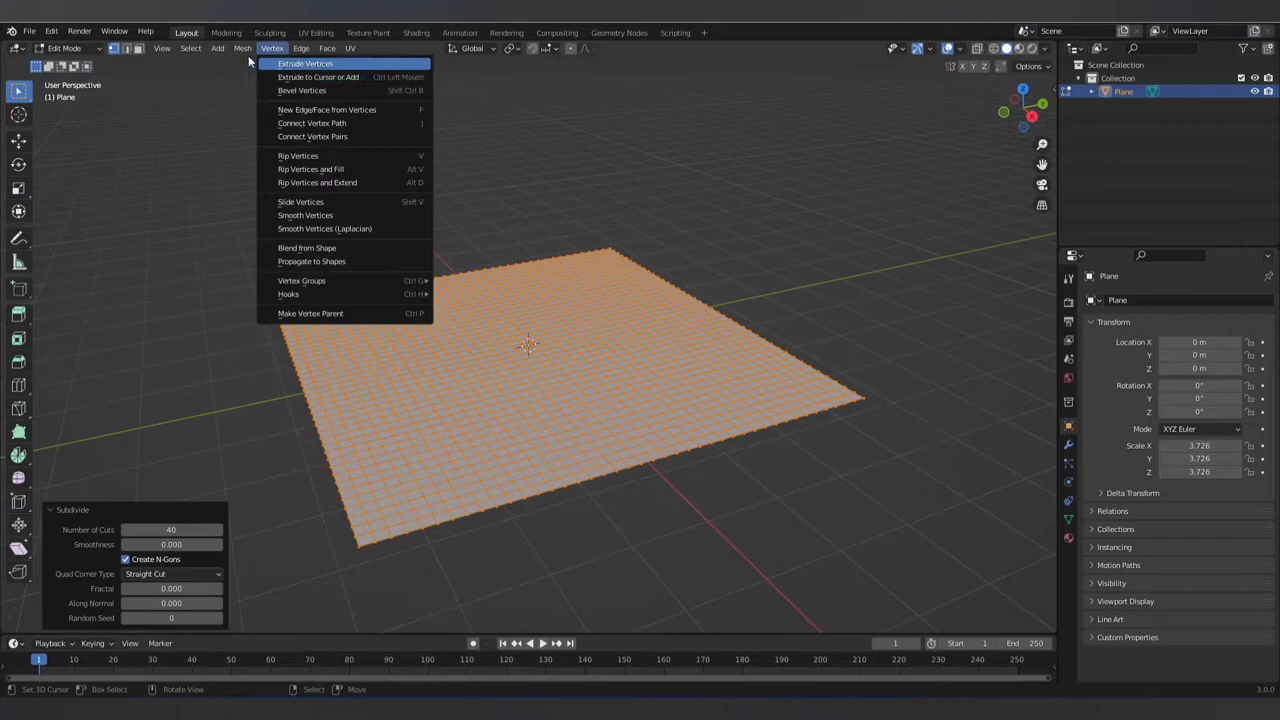 File Edit Render Window Help Layout Modeling Sculpting UV Editing Texture Paint Shading Animation Rendering Compositing Geometry Nodes Scripting Scene ViewLayer
Edit Mode View Select Add Mesh Vertex Edge Face UV Global
X Y Z Options
User Perspective
(1) Plane
Extrude Vertices
Extrude to Cursor or Add Ctrl Left Mouse
Bevel Vertices Shift Ctrl B
New Edge/Face from Vertices F
Connect Vertex Path J
Connect Vertex Pairs
Rip Vertices V
Rip Vertices and Fill Alt V
Rip Vertices and Extend Alt D
Slide Vertices Shift V
Smooth Vertices
Smooth Vertices (Laplacian)
Blend from Shape
Propagate to Shapes
Vertex Groups Ctrl G
Hooks Ctrl H
Make Vertex Parent Ctrl P
Z
Y
X
Subdivide
Number of Cuts 40
Smoothness 0.000
Create N-Gons
Quad Corner Type Straight Cut
Fractal 0.000
Along Normal 0.000
Random Seed 0
Scene Collection
Collection
Plane
Plane
Plane
Transform
Location X 0 m
Y 0 m
Z 0 m
Rotation X 0°
Y 0°
Z 0°
Mode XYZ Euler
Scale X 3.726
Y 3.726
Z 3.726
Delta Transform
Relations
Collections
Instancing
Motion Paths
Visibility
Viewport Display
Line Art
Custom Properties
Playback Keying View Marker 1 Start 1 End 250
1 10 20 30 40 50 60 70 80 90 100 110 120 130 140 150 160 170 180 190 200 210 220 230 240 250
Set 3D Cursor Box Select Rotate View Select Move 3.0.0